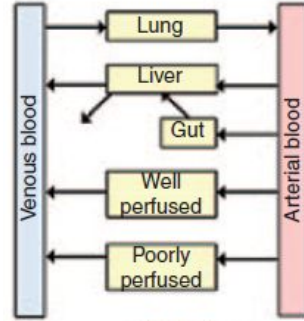 Venous blood
Lung
Liver
Gut
Well
perfused
Poorly
perfused
Arterial blood